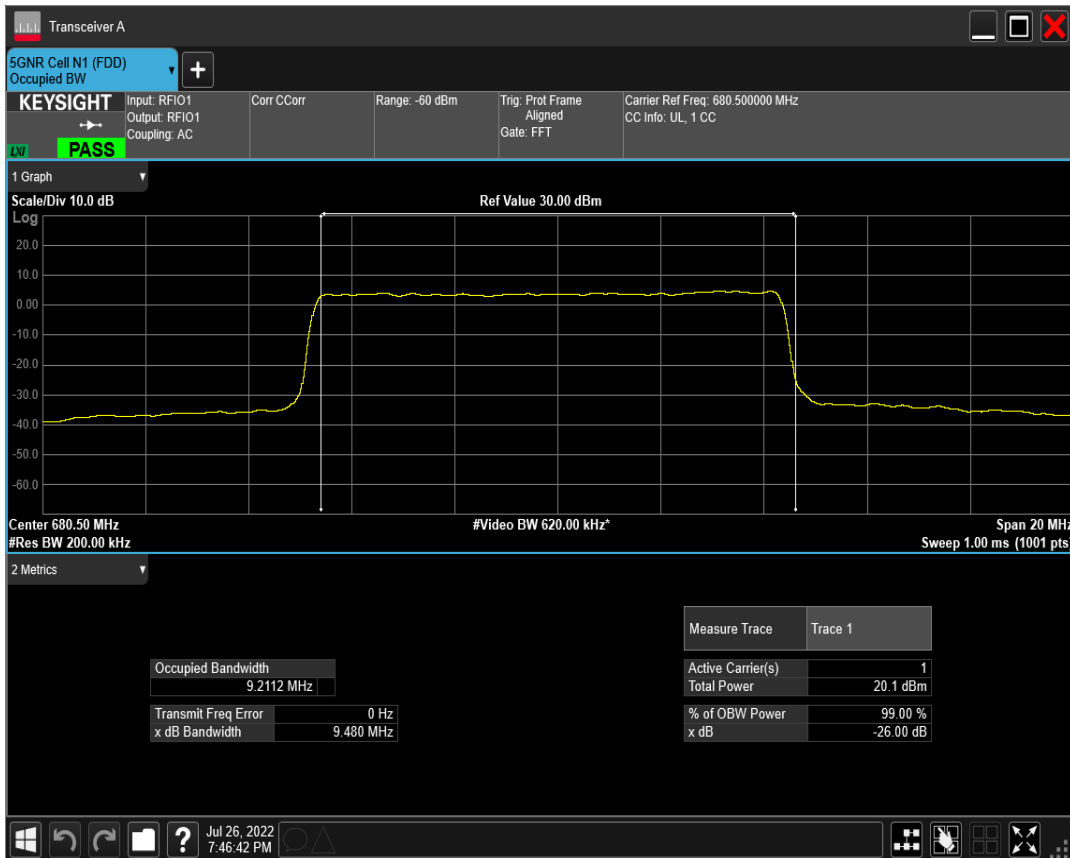 Transceiver A
5GNR Cell N1 (FDD)
Occupied BW
+
KEYSIGHT
LXI
PASS
Input: RFIO1
Output: RFIO1
Coupling: AC
Corr CCorr
Range: -60 dBm
Trig: Prot Frame
Aligned
Gate: FFT
Carrier Ref Freq: 680.500000 MHz
CC Info: UL, 1 CC
1 Graph
Scale/Div 10.0 dB
Ref Value 30.00 dBm
Log
20.0
10.0
0.00
-10.0
-20.0
-30.0
-40.0
-50.0
-60.0
Center 680.50 MHz
#Video BW 620.00 kHz*
Span 20 MHz
#Res BW 200.00 kHz
Sweep 1.00 ms (1001 pts)
2 Metrics
Measure Trace Trace 1
Occupied Bandwidth
9.2112 MHz
Active Carrier(s) 1
Total Power 20.1 dBm
Transmit Freq Error 0 Hz
x dB Bandwidth 9.480 MHz
% of OBW Power 99.00 %
x dB -26.00 dB
?
Jul 26, 2022
7:46:42 PM